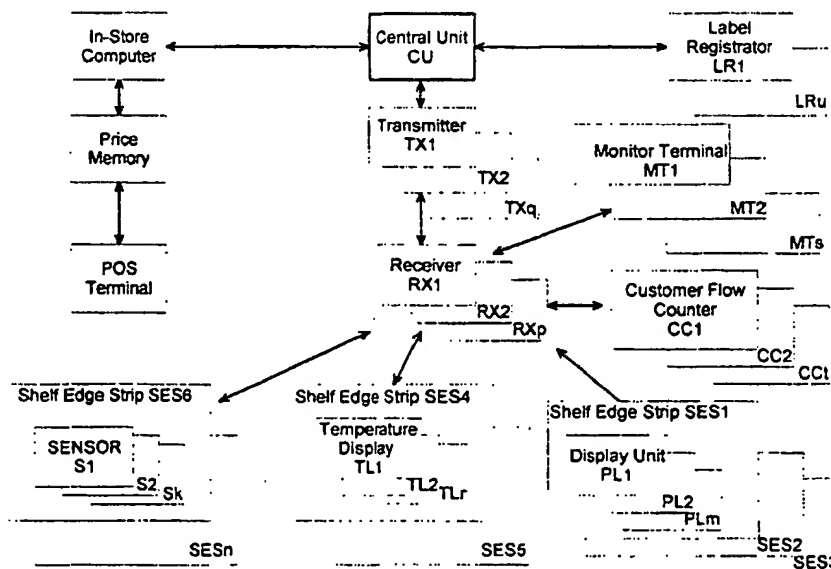 In-Store
Computer
Central Unit
CU
Label
Registrator
LR1
LRu
Price
Memory
Transmitter
TX1
TX2
TXq
Monitor Terminal
MT1
MT2
MTs
POS
Terminal
Receiver
RX1
RX2
RXp
Customer Flow
Counter
CC1
CC2
CCt
Shelf Edge Strip SES6
SENSOR
S1
S2
Sk
SESn
Shelf Edge Strip SES4
Temperature
Display
TL1
TL2
TLr
SES5
Shelf Edge Strip SES1
Display Unit
PL1
PL2
PLm
SES2
SES3